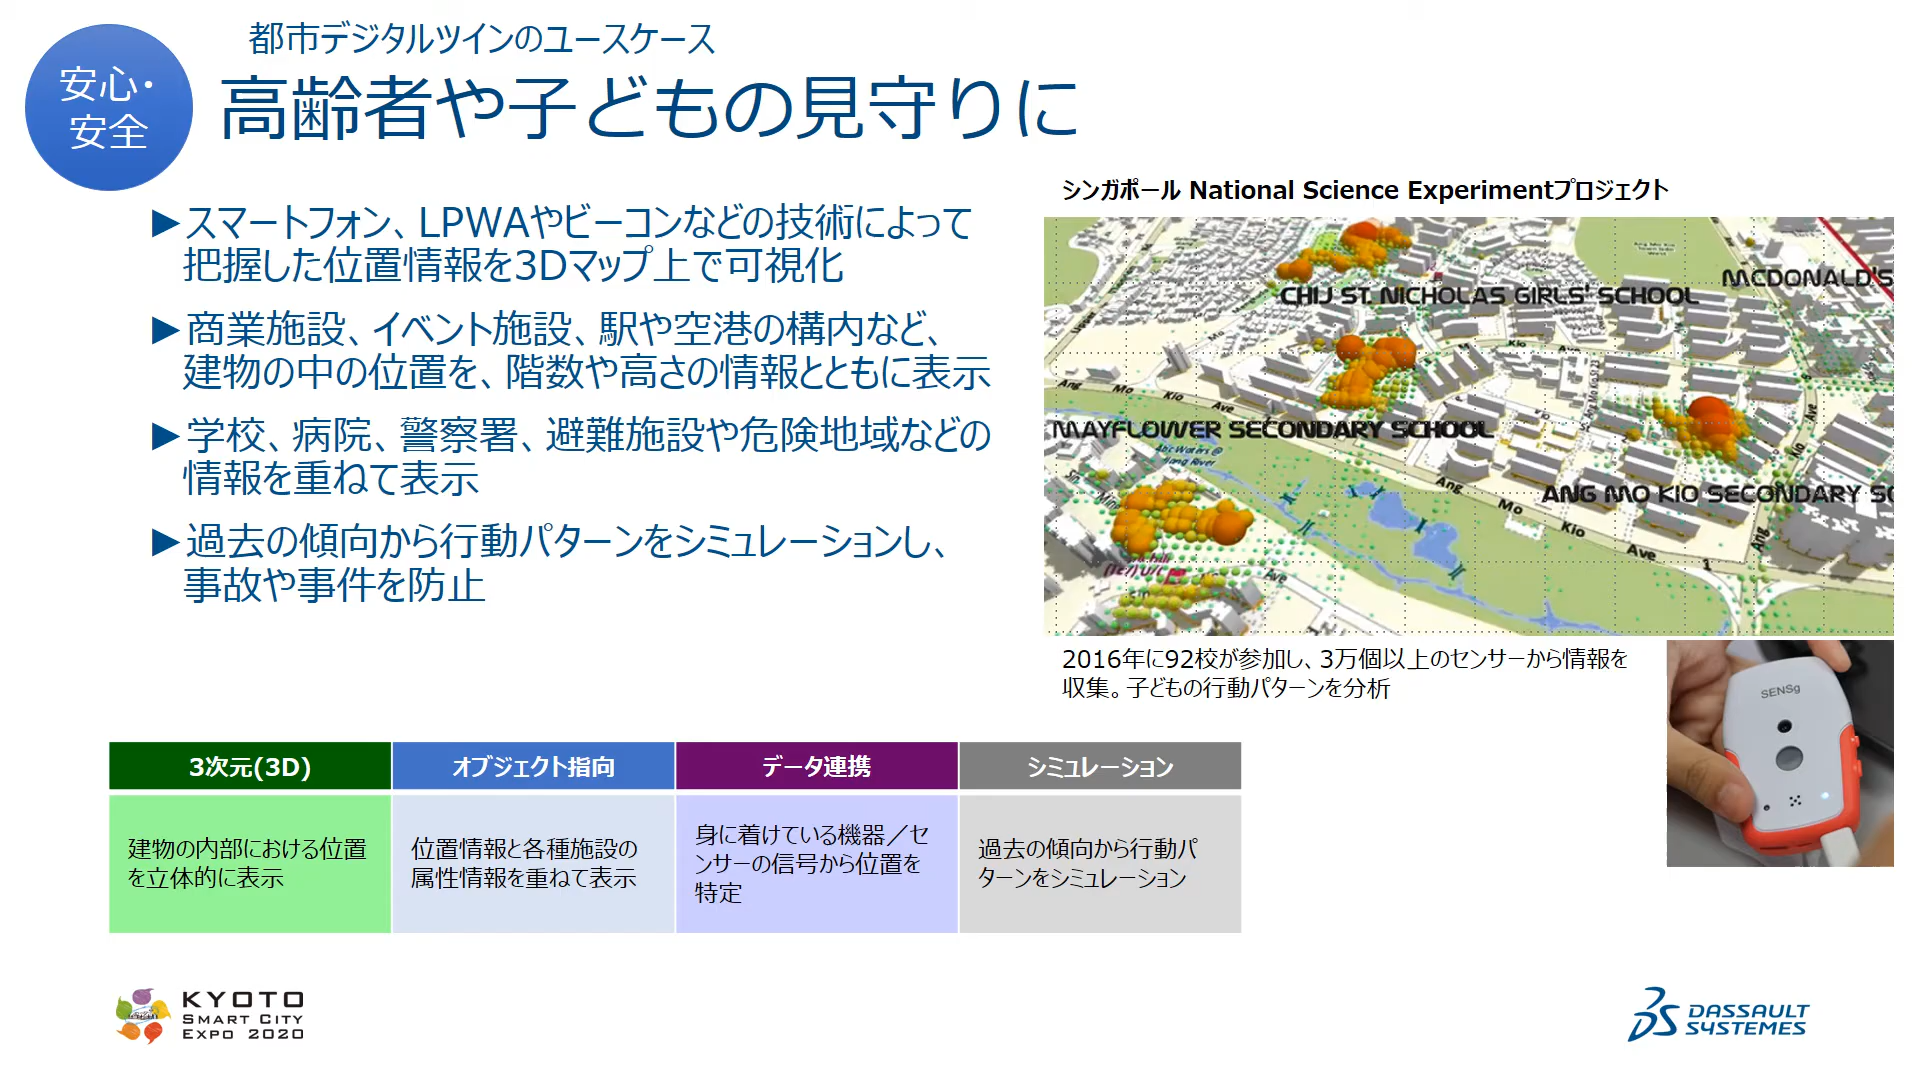 都市デジタルツインのユースケース
安心・
安全
高齢者や子どもの見守りに
▶スマートフォン、LPWAやビーコンなどの技術によって
把握した位置情報を3Dマップ上で可視化
▶商業施設、イベント施設、駅や空港の構内など、
建物の中の位置を、階数や高さの情報とともに表示
▶学校、病院、警察署、避難施設や危険地域などの
情報を重ねて表示
▶過去の傾向から行動パターンをシミュレーションし、
事故や事件を防止
シンガポール National Science Experimentプロジェクト
MCDONALD'S
CHIJ ST. NICHOLAS GIRLS' SCHOOL
Mo Kio Ave
Ang Mo Kio Ave
MAYFLOWER SECONDARY SCHOOL
ANG MO KIO SECONDARY SC
Ang Mo Kio Ave 1
Ang
Ave
2016年に92校が参加し、3万個以上のセンサーから情報を
収集。子どもの行動パターンを分析
SENSg
3次元(3D)
オブジェクト指向
データ連携
シミュレーション
建物の内部における位置
を立体的に表示
位置情報と各種施設の
属性情報を重ねて表示
身に着けている機器／セ
ンサーの信号から位置を
特定
過去の傾向から行動パ
ターンをシミュレーション
KYOTO
SMART CITY
EXPO 2020
DASSAULT
SYSTEMES